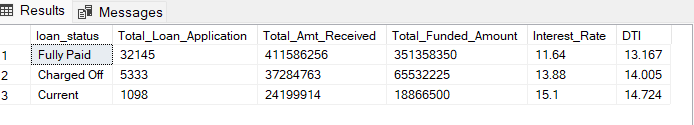 Results Messages
loan_status Total_Loan_Application Total_Amt_Received Total_Funded_Amount Interest_Rate DTI
1 Fully Paid 32145 411586256 351358350 11.64 13.167
2 Charged Off 5333 37284763 65532225 13.88 14.005
3 Current 1098 24199914 18866500 15.1 14.724